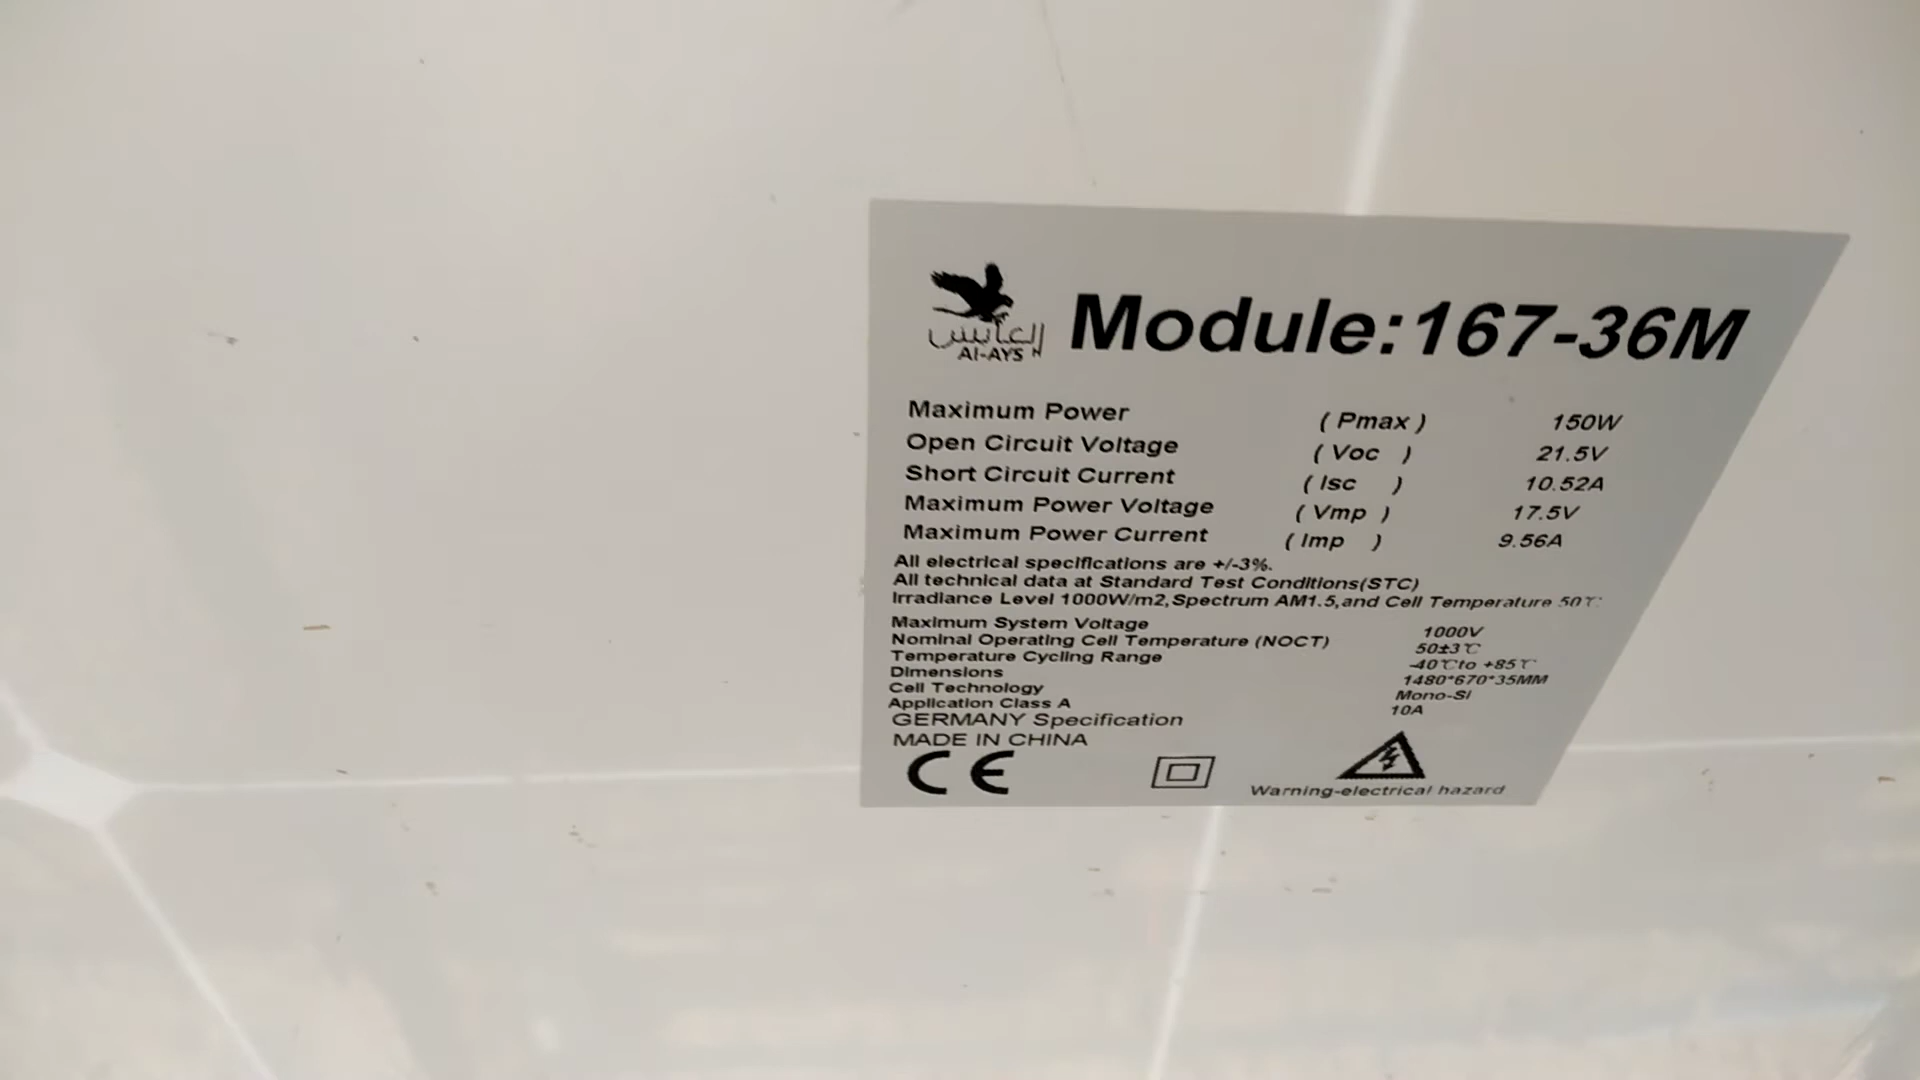 العابس
Al-AYS
Module:167-36M
Maximum Power (Pmax) 150W
Open Circuit Voltage (Voc) 21.5V
Short Circuit Current (Isc) 10.52A
Maximum Power Voltage (Vmp) 17.5V
Maximum Power Current (Imp) 9.56A
All electrical specifications are +/-3%.
All technical data at Standard Test Conditions(STC)
Irradiance Level 1000W/m2,Spectrum AM1.5,and Cell Temperature 50℃
Maximum System Voltage 1000V
Nominal Operating Cell Temperature (NOCT) 50±3℃
Temperature Cycling Range -40℃to +85℃
Dimensions 1480*670*35MM
Cell Technology Mono-Si
Application Class A 10A
GERMANY Specification
MADE IN CHINA
CE
Warning-electrical hazard